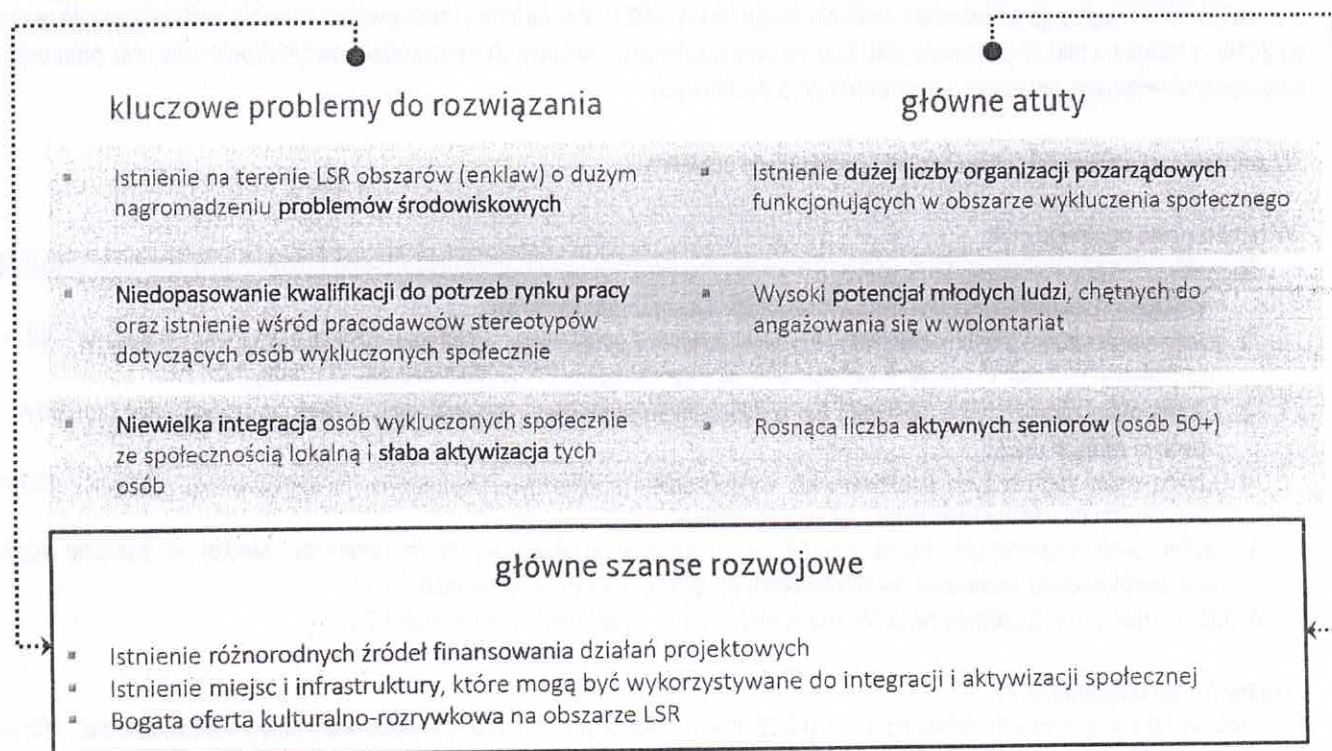 kluczowe problemy do rozwiązania
▪ Istnienie na terenie LSR obszarów (enklaw) o dużym
nagromadzeniu problemów środowiskowych
▪ Niedopasowanie kwalifikacji do potrzeb rynku pracy
oraz istnienie wśród pracodawców stereotypów
dotyczących osób wykluczonych społecznie
▪ Niewielka integracja osób wykluczonych społecznie
ze społecznością lokalną i słaba aktywizacja tych
osób
główne atuty
▪ Istnienie dużej liczby organizacji pozarządowych
funkcjonujących w obszarze wykluczenia społecznego
▪ Wysoki potencjał młodych ludzi, chętnych do
angażowania się w wolontariat
▪ Rosnąca liczba aktywnych seniorów (osób 50+)
główne szanse rozwojowe
▪ Istnienie różnorodnych źródeł finansowania działań projektowych
▪ Istnienie miejsc i infrastruktury, które mogą być wykorzystywane do integracji i aktywizacji społecznej
▪ Bogata oferta kulturalno-rozrywkowa na obszarze LSR